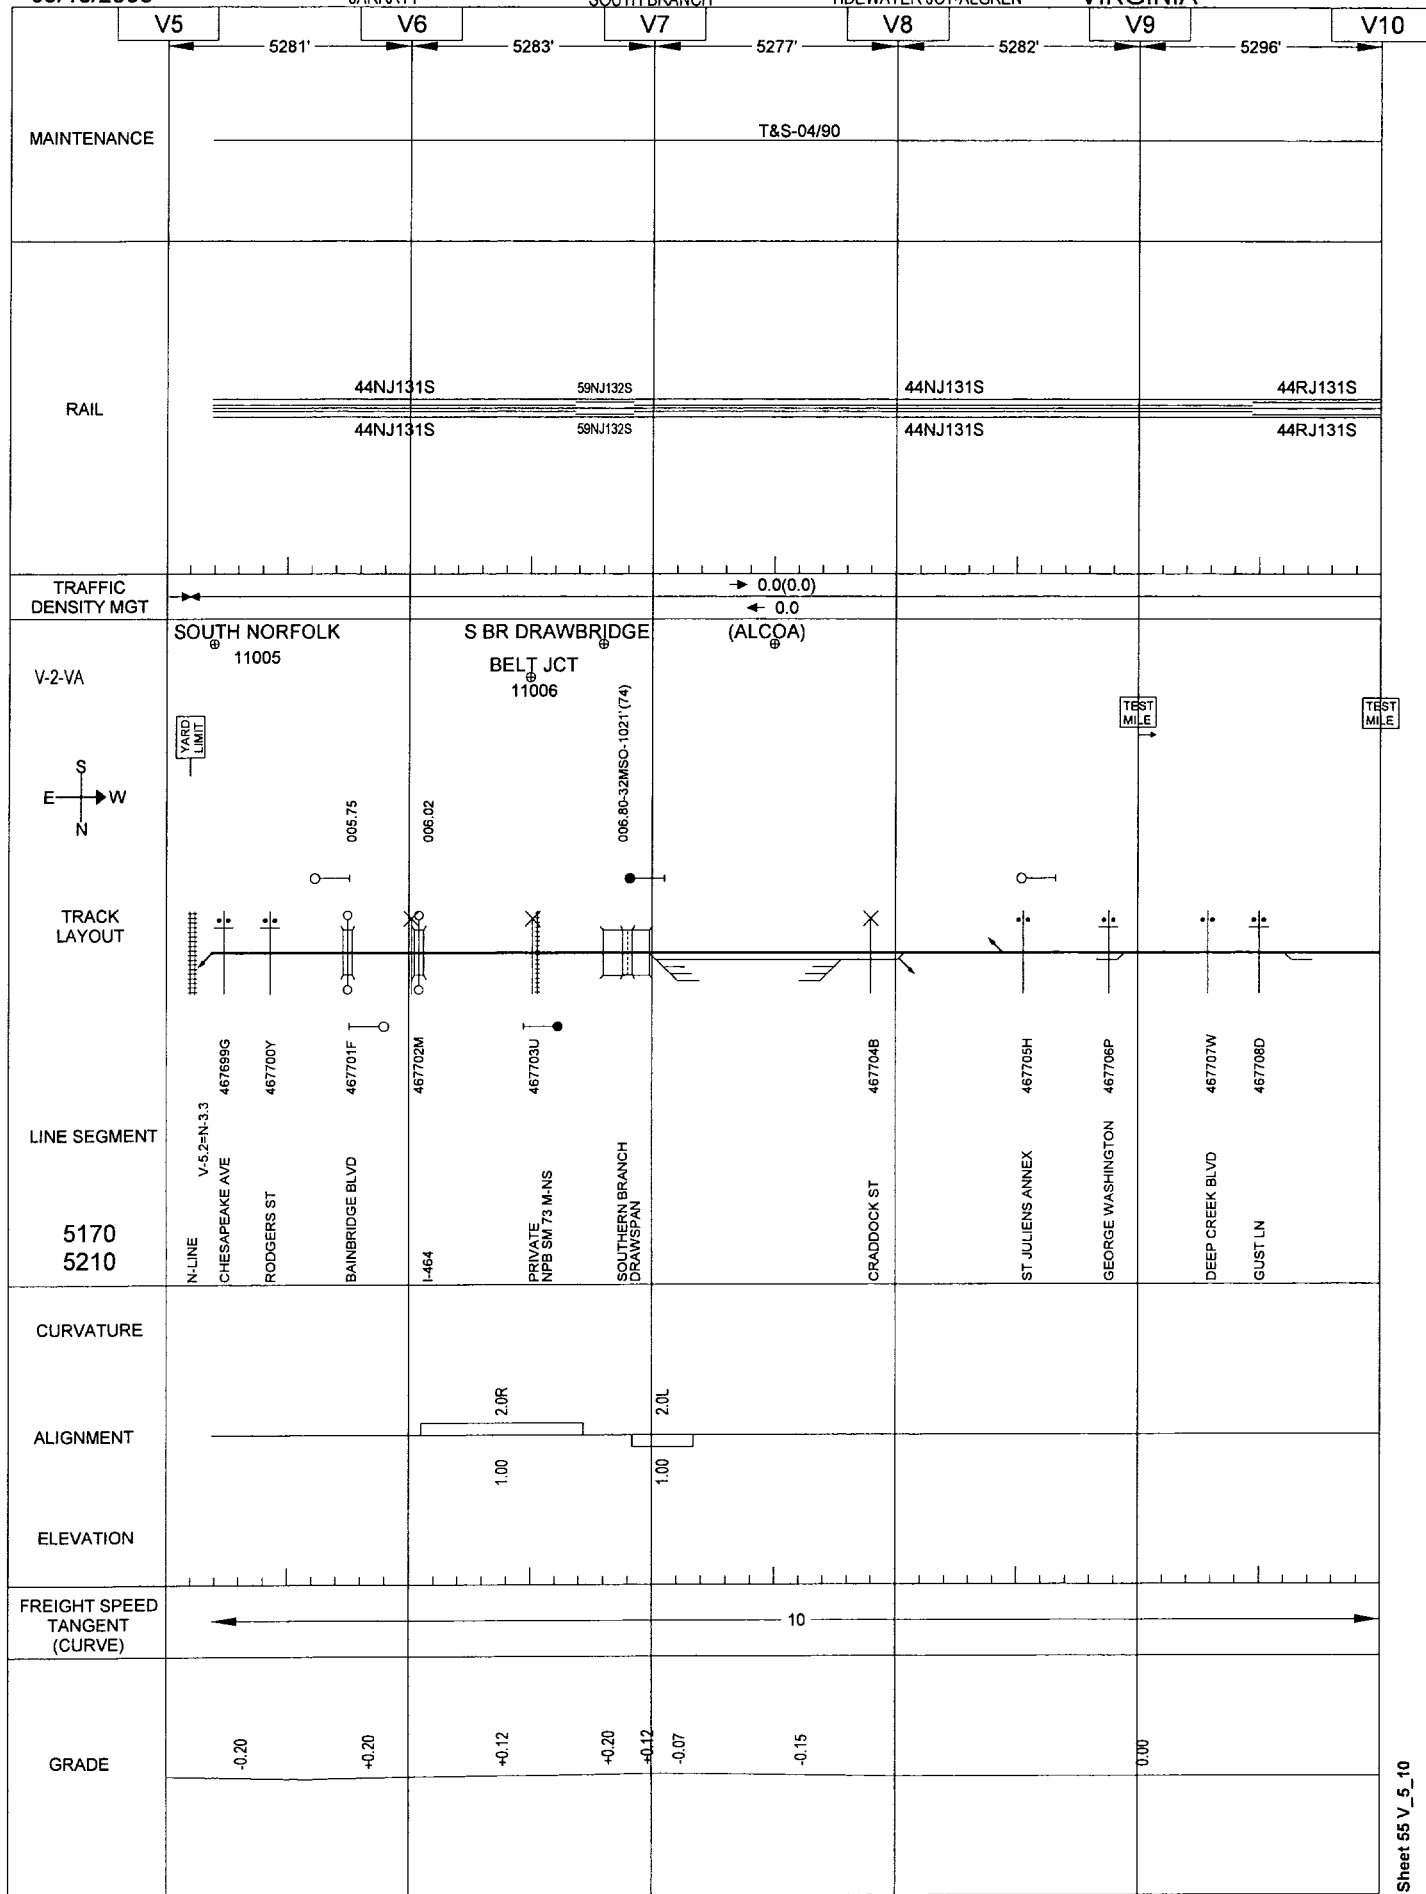 SOUTH BRANCH
VIRGINIA
V5 V6 V7 V8 V9 V10
5281' 5283' 5277' 5282' 5296'
MAINTENANCE
T&S-04/90
RAIL
44NJ131S 59NJ132S 44NJ131S 44RJ131S
44NJ131S 59NJ132S 44NJ131S 44RJ131S
TRAFFIC
DENSITY MGT
0.0(0.0)
0.0
SOUTH NORFOLK
11005
S BR DRAWBRIDGE
(ALCOA)
BELT JCT
11006
V-2-VA
YARD
LIMIT
TEST
MILE
TEST
MILE
S
E W
N
005.75
006.02
006.80-32MSO-1021'(74)
TRACK
LAYOUT
467699G
467700Y
467701F
467702M
467703U
467704B
467705H
467706P
467707W
467708D
LINE SEGMENT
5170
5210
V-5.2=N-3.3
N-LINE
CHESAPEAKE AVE
RODGERS ST
BAINBRIDGE BLVD
I-464
PRIVATE
NPB SM 73 M-NS
SOUTHERN BRANCH
DRAWSPAN
CRADDOCK ST
ST JULIENS ANNEX
GEORGE WASHINGTON
DEEP CREEK BLVD
GUST LN
CURVATURE
2.0R
2.0L
ALIGNMENT
1.00
1.00
ELEVATION
FREIGHT SPEED
TANGENT
(CURVE)
10
GRADE
-0.20
+0.20
+0.12
+0.20
+0.12
-0.07
-0.15
0.00
Sheet 55 V_5_10